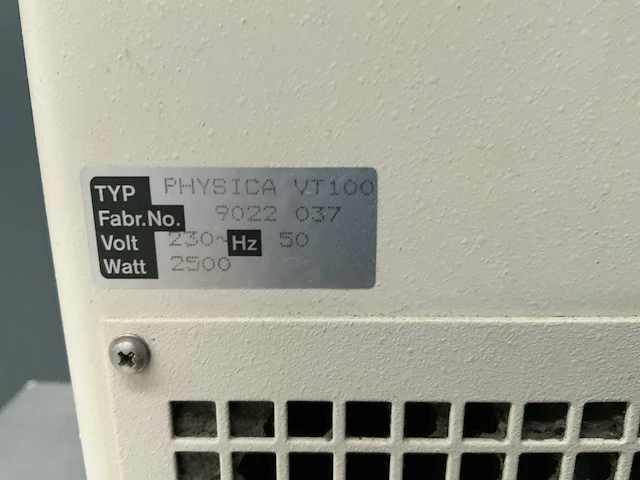 TYP PHYSICA VT100
Fabr.No. 9022 037
Volt 230~ Hz 50
Watt 2500